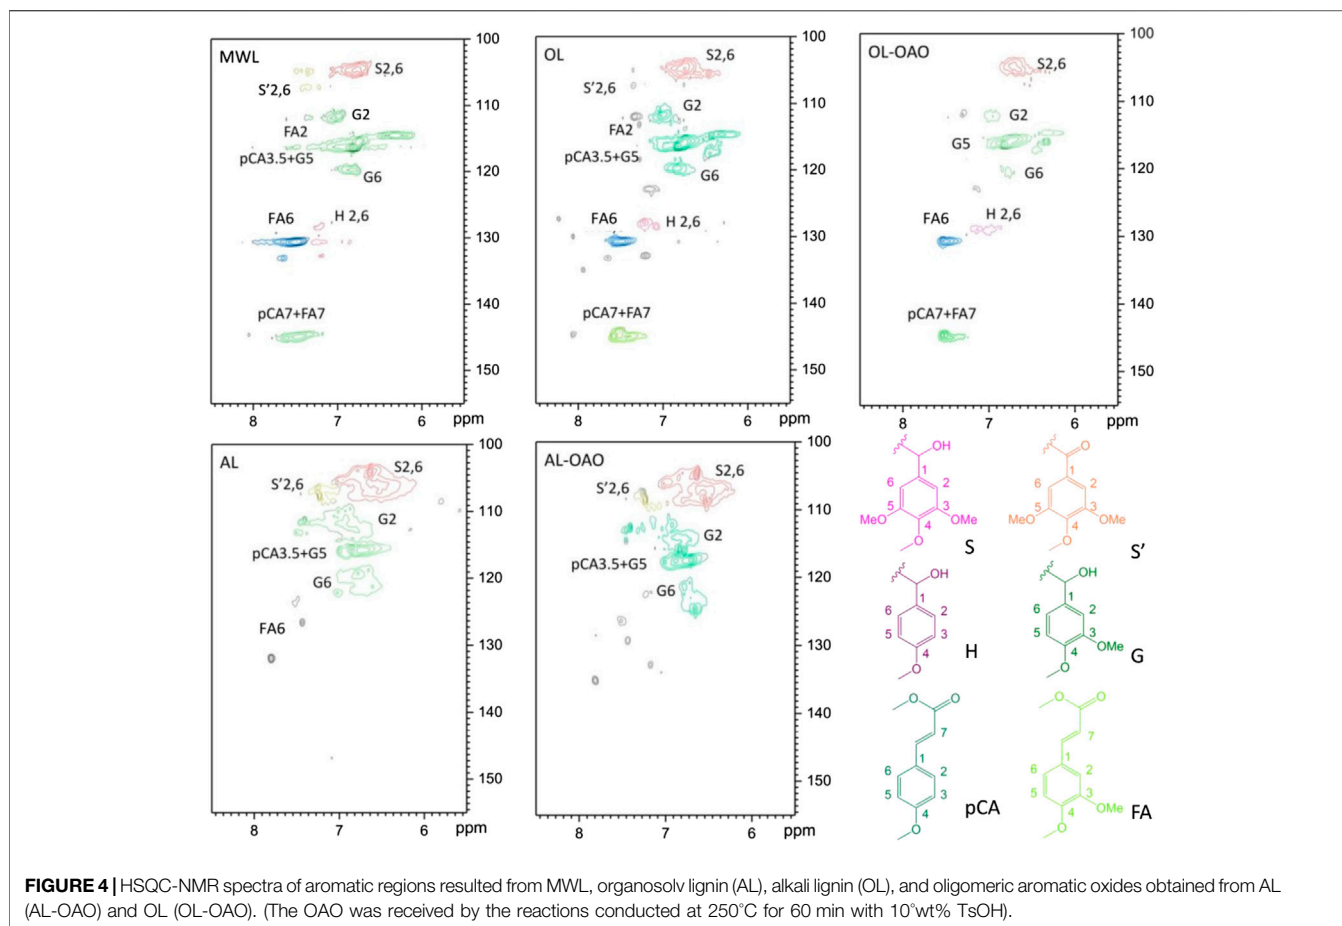 MWL
S2,6
S'2,6
G2
FA2
pCA3.5+G5
G6
FA6
H 2,6
pCA7+FA7
100
110
120
130
140
150
8
7
6
ppm
OL
S2,6
S'2,6
G2
FA2
pCA3.5+G5
G6
FA6
H 2,6
pCA7+FA7
100
110
120
130
140
150
8
7
6
ppm
OL-OAO
S2,6
G2
G5
G6
FA6
H 2,6
pCA7+FA7
100
110
120
130
140
150
8
7
6
ppm
AL
S2,6
S'2,6
G2
pCA3.5+G5
G6
FA6
100
110
120
130
140
150
8
7
6
ppm
AL-OAO
S2,6
S'2,6
G2
pCA3.5+G5
G6
100
110
120
130
140
150
8
7
6
ppm
OH
1
6
2
5
3
MeO
4
OMe
O
S
O
1
6
2
5
3
MeO
4
OMe
O
S'
OH
1
6
2
5
3
4
O
H
OH
1
6
2
5
3
4
OMe
O
G
O
O
7
1
6
2
5
3
4
O
pCA
O
O
7
1
6
2
5
3
4
OMe
O
FA
FIGURE 4 | HSQC-NMR spectra of aromatic regions resulted from MWL, organosolv lignin (AL), alkali lignin (OL), and oligomeric aromatic oxides obtained from AL
(AL-OAO) and OL (OL-OAO). (The OAO was received by the reactions conducted at 250°C for 60 min with 10°wt% TsOH).